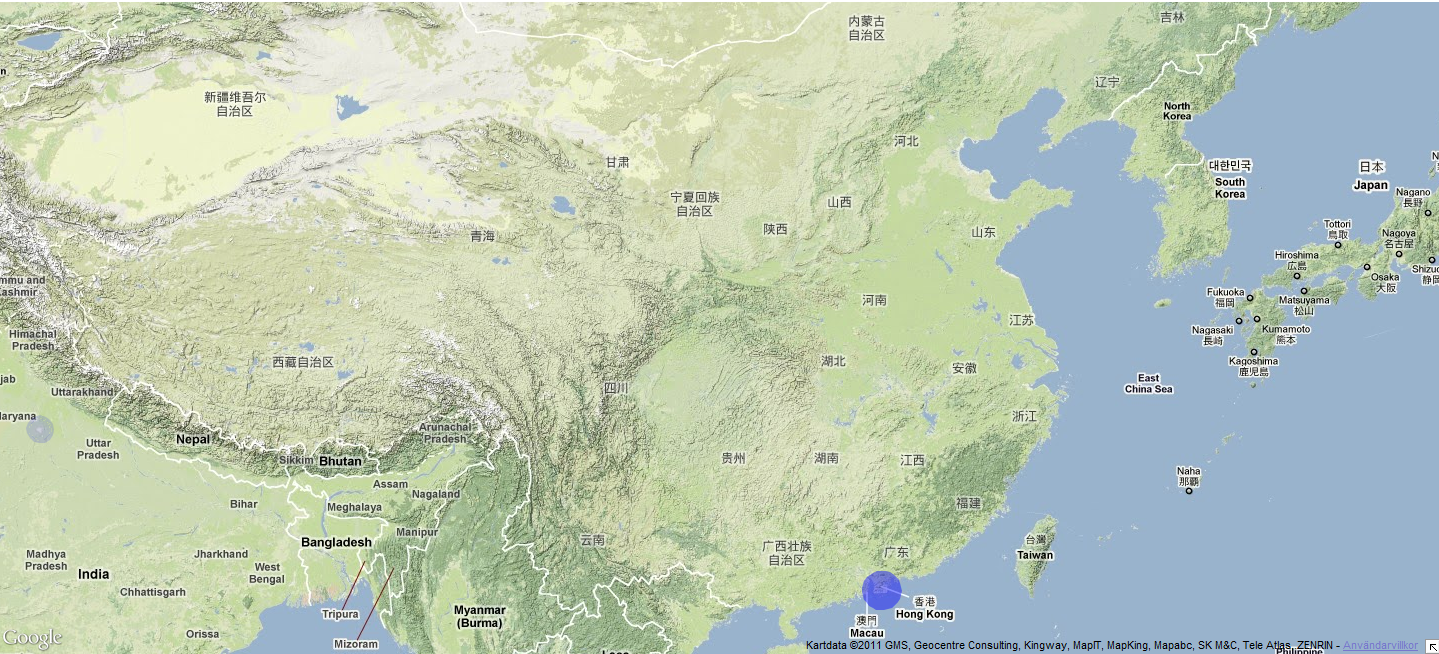 内蒙古
自治区
吉林
新疆维吾尔
自治区
辽宁
North
Korea
河北
甘肃
대한민국
South
Korea
日本
Japan
宁夏回族
自治区
山西
Nagano
長野
陕西
青海
山东
Tottori
鳥取
Nagoya
名古屋
Hiroshima
広島
Osaka
大阪
Shizu
静岡
mmu and
Kashmir
河南
Fukuoka
福岡
Matsuyama
松山
江苏
Nagasaki
長崎
Kumamoto
熊本
Himachal
Pradesh
西藏自治区
湖北
安徽
Kagoshima
鹿児島
jab
Uttarakhand
四川
East
China Sea
Haryana
浙江
Uttar
Pradesh
Nepal
Sikkim
Bhutan
Arunachal
Pradesh
贵州
湖南
江西
Naha
那覇
Assam
Nagaland
Bihar
Meghalaya
福建
Manipur
Bangladesh
云南
广西壮族
自治区
广东
台灣
Taiwan
Madhya
Pradesh
India
Jharkhand
West
Bengal
Chhattisgarh
Tripura
Myanmar
(Burma)
香港
Hong Kong
澳門
Macau
Orissa
Mizoram
Google
Laos
Philippine
Kartdata ©2011 GMS, Geocentre Consulting, Kingway, MapIT, MapKing, Mapabc, SK M&C, Tele Atlas, ZENRIN - Användarvillkor